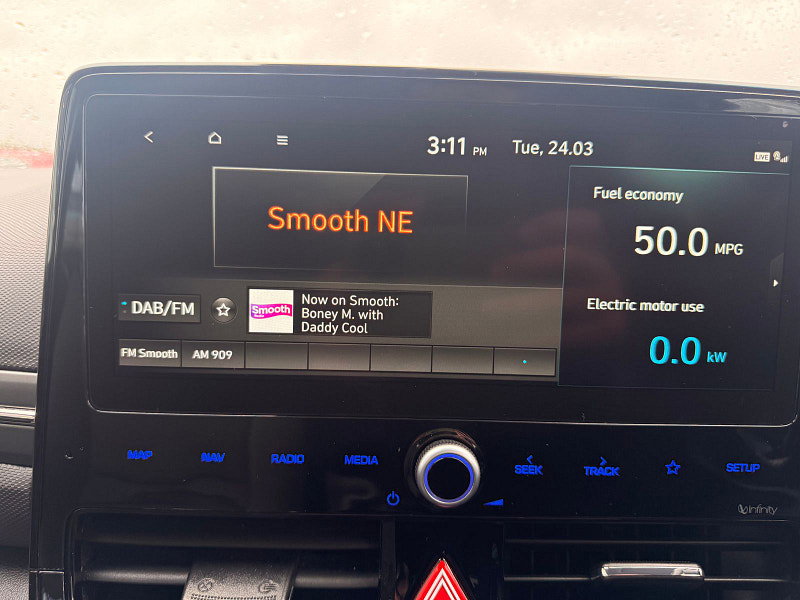 3:11 PM Tue, 24.03
LIVE
Smooth NE
Fuel economy
50.0 MPG
DAB/FM
Smooth
Now on Smooth:
Boney M. with
Daddy Cool
Electric motor use
0.0 kW
FM Smooth AM 909
MAP NAV RADIO MEDIA SEEK TRACK SETUP
infinity